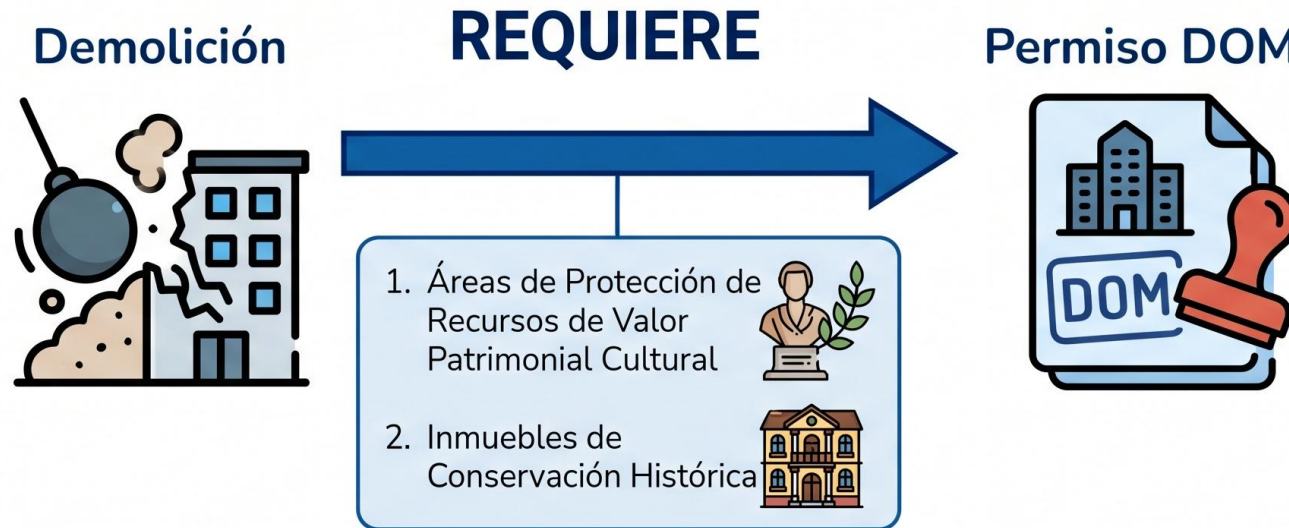 Demolición
REQUIERE
Permiso DOM
1. Áreas de Protección de
Recursos de Valor
Patrimonial Cultural
2. Inmuebles de
Conservación Histórica
DOM